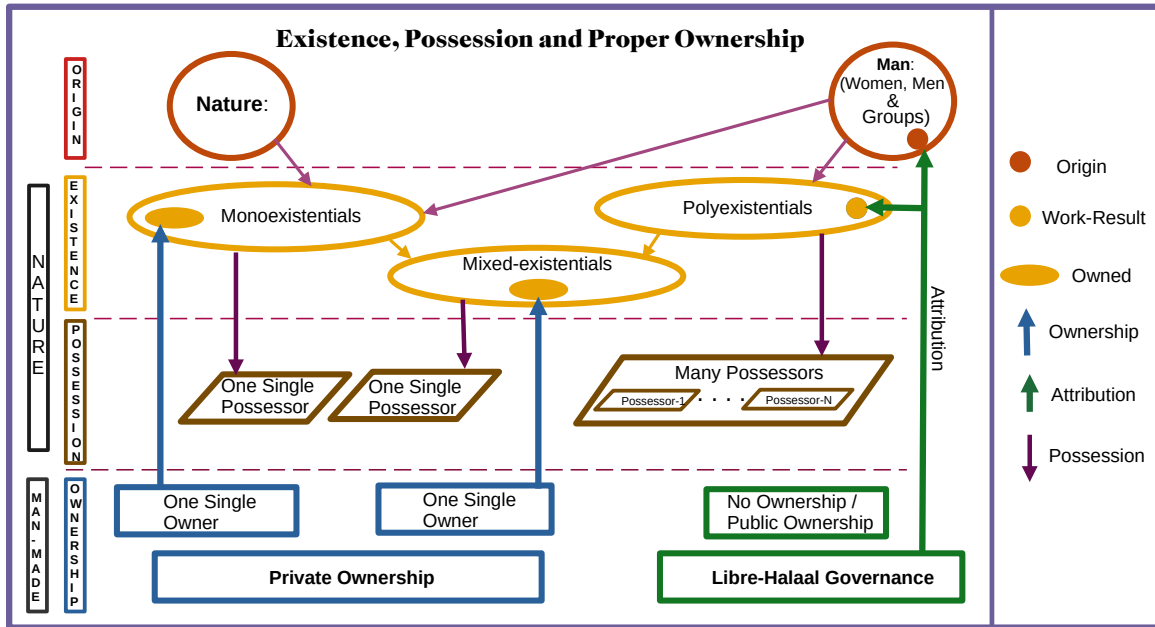 Existence, Possession and Proper Ownership
ORIGIN
Nature:
Man:
(Women, Men
&
Groups)
NATURE
EXISTENCE
Monoexistentials
Polyexistentials
Mixed-existentials
POSSESSION
One Single
Possessor
One Single
Possessor
Many Possessors
Possessor-1
. . . .
Possessor-N
Attribution
MAN-MADE
OWNERSHIP
One Single
Owner
One Single
Owner
No Ownership /
Public Ownership
Private Ownership
Libre-Halaal Governance
Origin
Work-Result
Owned
Ownership
Attribution
Possession